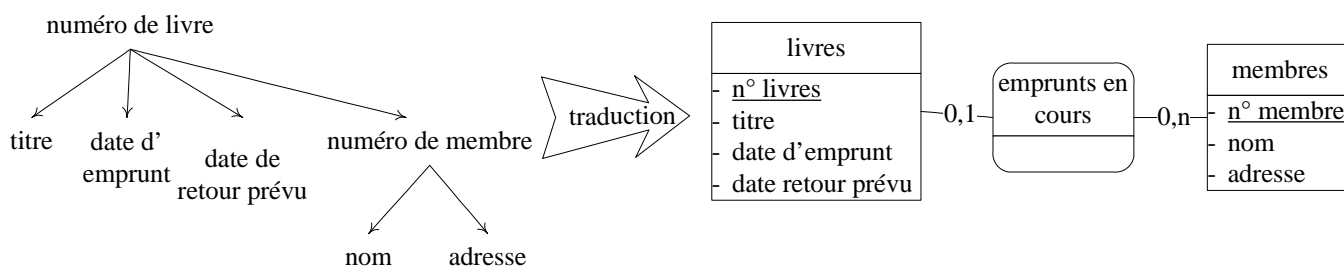 numéro de livre
titre
date d'
emprunt
date de
retour prévu
numéro de membre
nom
adresse
traduction
livres
- n° livres
- titre
- date d'emprunt
- date retour prévu
0,1
emprunts en
cours
0,n
membres
- n° membre
- nom
- adresse